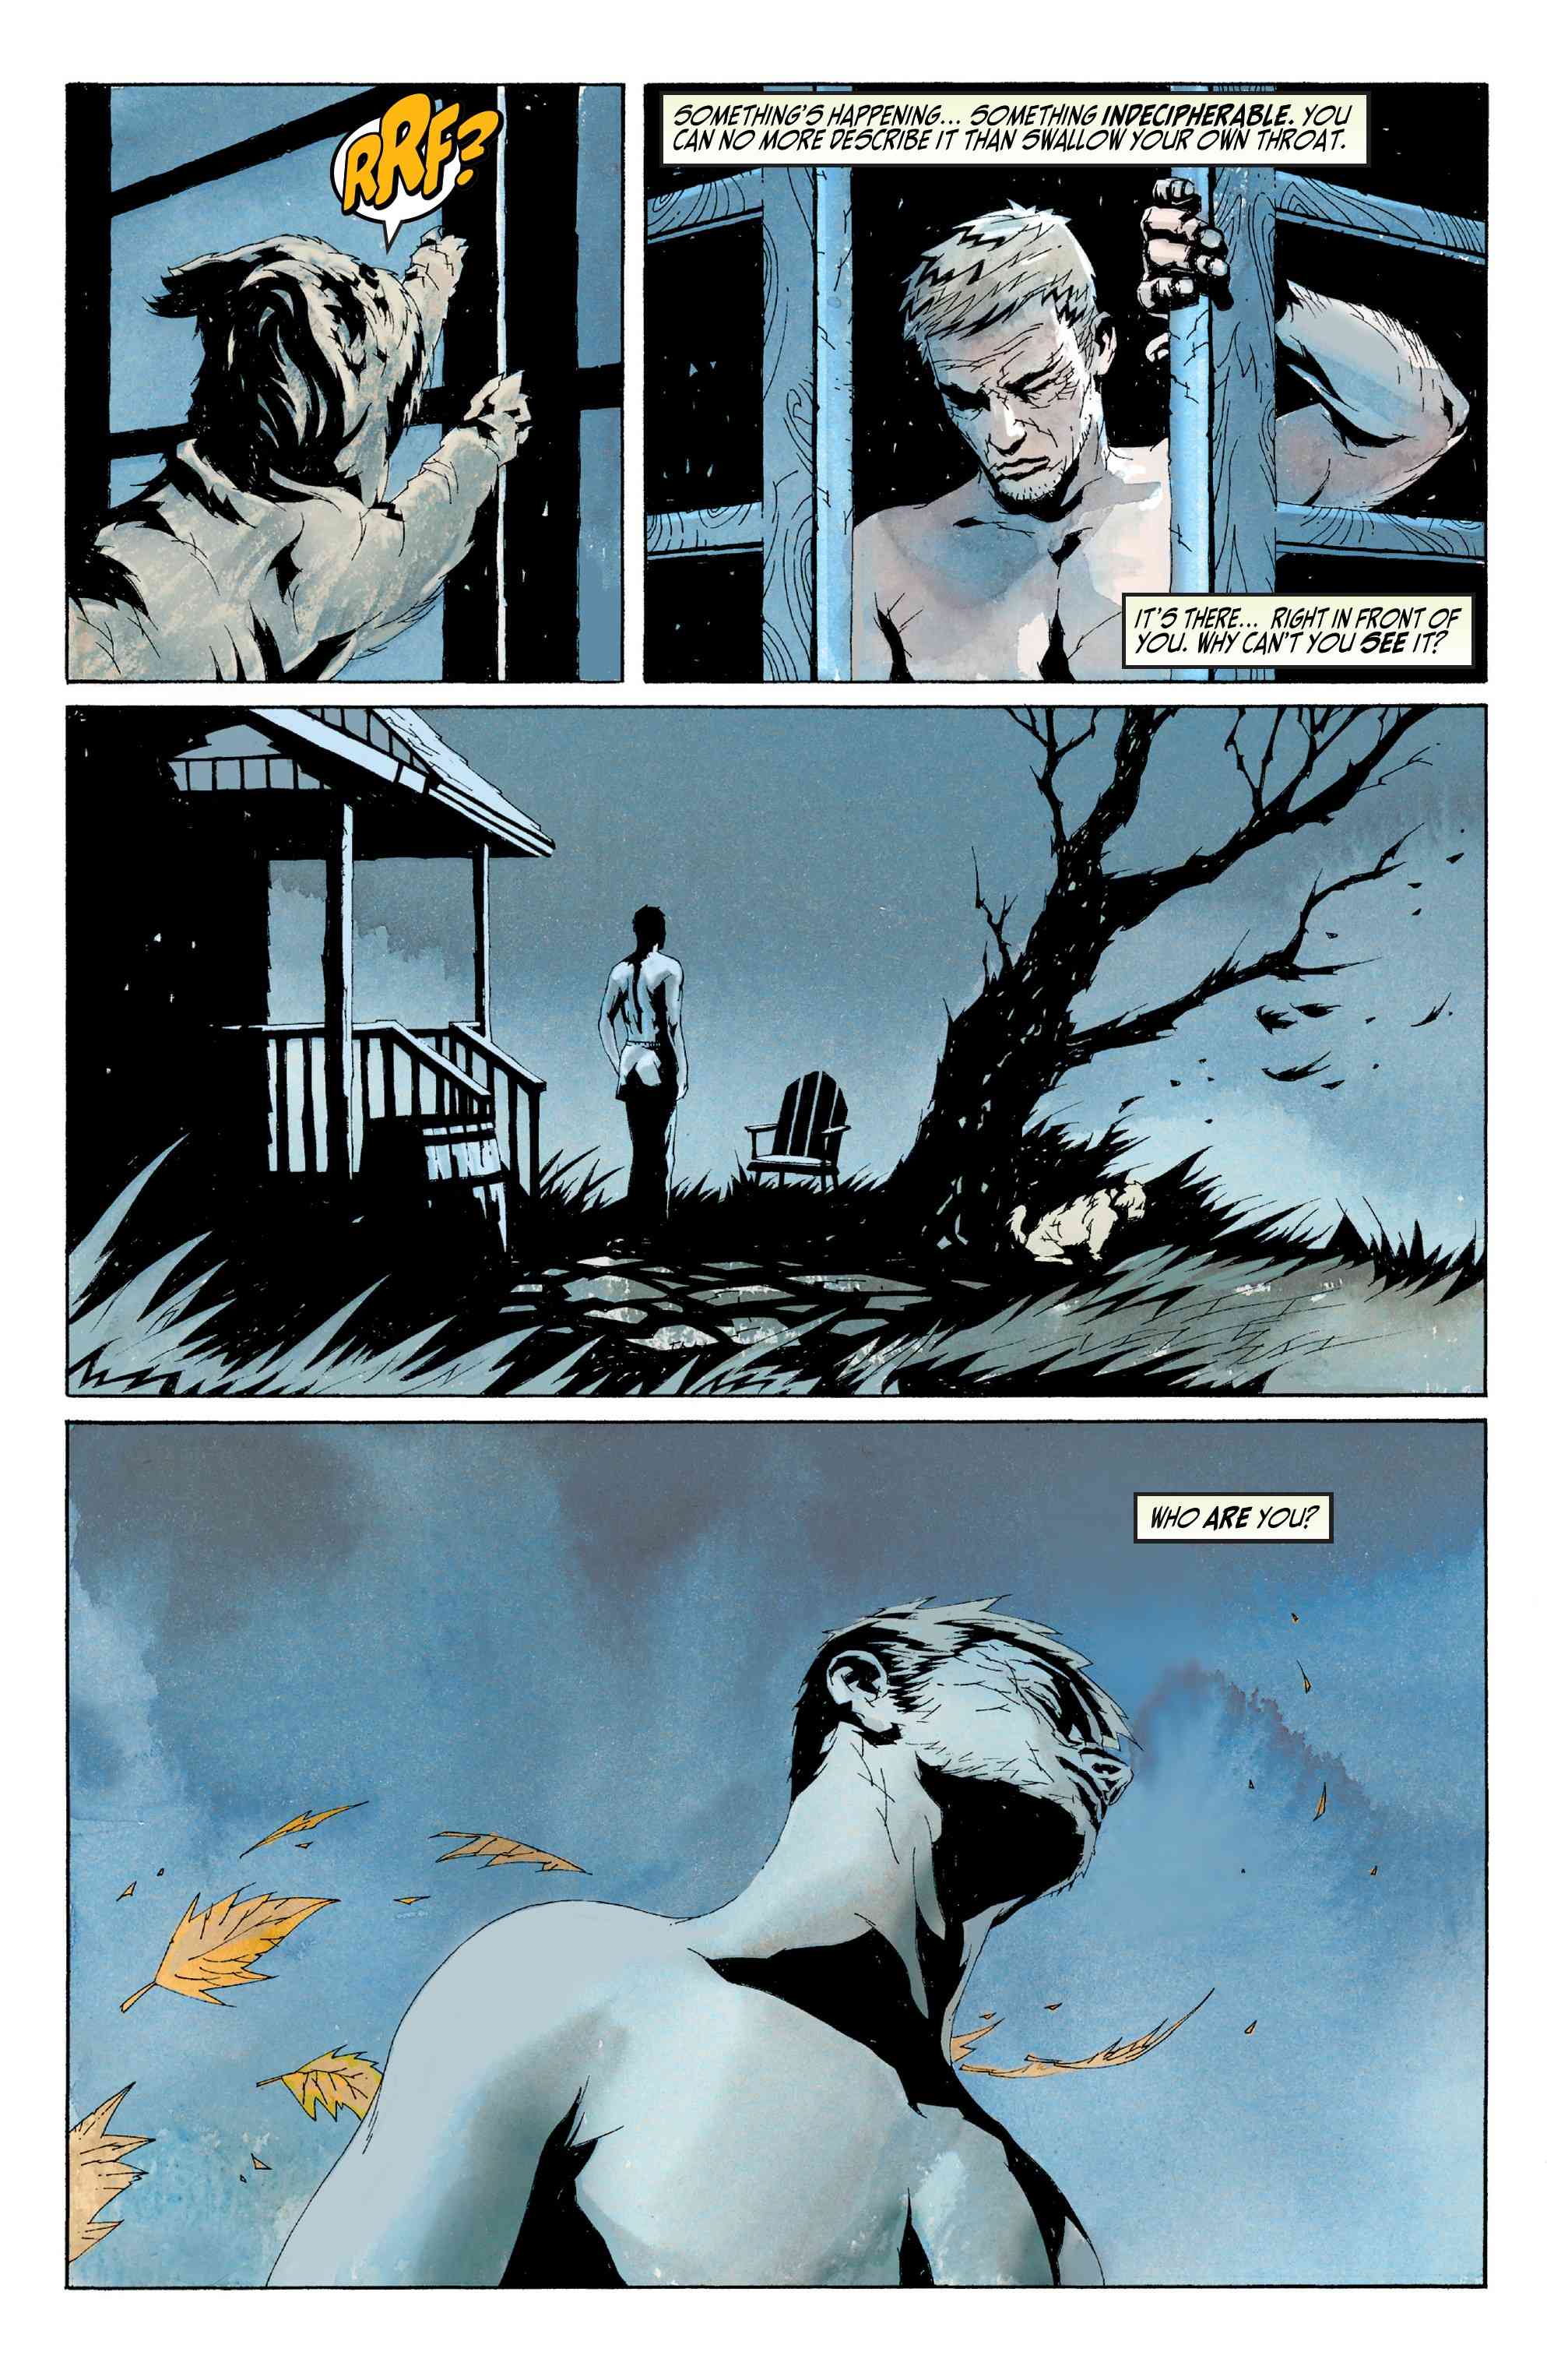 RRF?
SOMETHING'S HAPPENING... SOMETHING INDECIPHERABLE. YOU
CAN NO MORE DESCRIBE IT THAN SWALLOW YOUR OWN THROAT.
IT'S THERE... RIGHT IN FRONT OF
YOU. WHY CAN'T YOU SEE IT?
WHO ARE YOU?